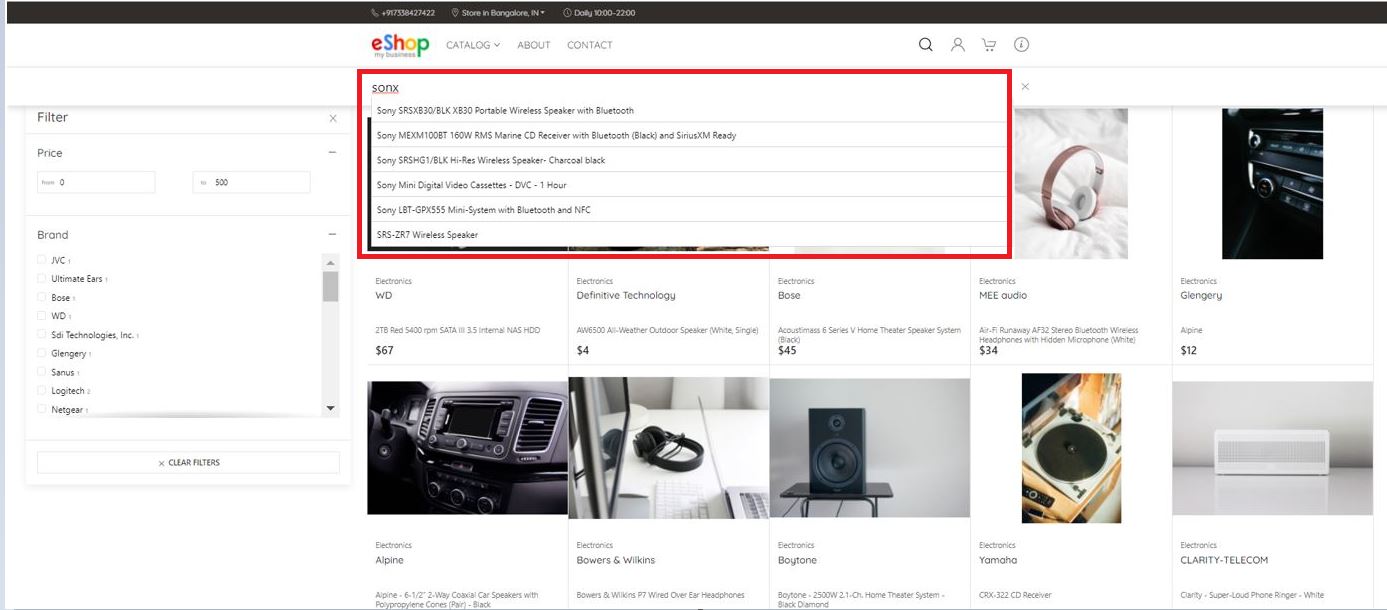 +917338427422 Store in Bangalore, IN Daily 10:00-22:00
eShop
my business
CATALOG ABOUT CONTACT
sonx
Sony SRSXB30/BLK XB30 Portable Wireless Speaker with Bluetooth
Sony MEXM100BT 160W RMS Marine CD Receiver with Bluetooth (Black) and SiriusXM Ready
Sony SRSHG1/BLK Hi-Res Wireless Speaker- Charcoal black
Sony Mini Digital Video Cassettes - DVC - 1 Hour
Sony LBT-GPX555 Mini-System with Bluetooth and NFC
SRS-ZR7 Wireless Speaker
Filter
Price
from 0 to 500
Brand
JVC 1
Ultimate Ears 1
Bose 1
WD 1
Sdi Technologies, Inc. 1
Glengery 1
Sanus 1
Logitech 2
Netgear 1
CLEAR FILTERS
Electronics
WD
2TB Red 5400 rpm SATA III 3.5 Internal NAS HDD
$67
Electronics
Definitive Technology
AW6500 All-Weather Outdoor Speaker (White, Single)
$4
Electronics
Bose
Acoustimass 6 Series V Home Theater Speaker System
(Black)
$45
Electronics
MEE audio
Air-Fi Runaway AF32 Stereo Bluetooth Wireless
Headphones with Hidden Microphone (White)
$34
Electronics
Glengery
Alpine
$12
Electronics
Alpine
Alpine - 6-1/2" 2-Way Coaxial Car Speakers with
Polypropylene Cones (Pair) - Black
Electronics
Bowers & Wilkins
Bowers & Wilkins P7 Wired Over Ear Headphones
Electronics
Boytone
Boytone - 2500W 2.1-Ch. Home Theater System -
Black Diamond
Electronics
Yamaha
CRX-322 CD Receiver
Electronics
CLARITY-TELECOM
Clarity - Super-Loud Phone Ringer - White